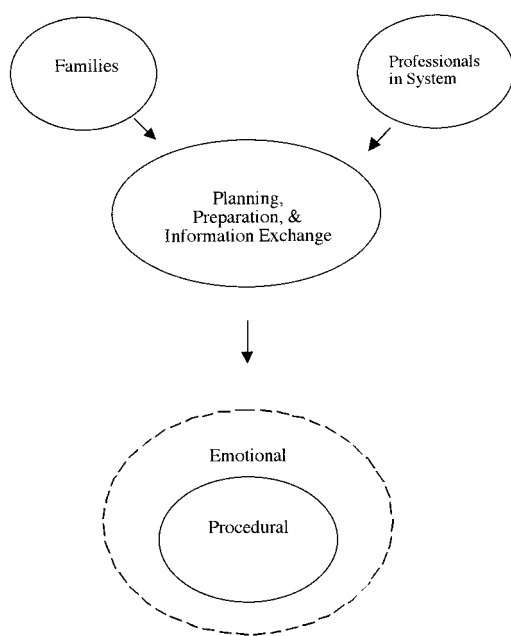 Families
Professionals
in System
Planning,
Preparation, &
Information Exchange
Emotional
Procedural